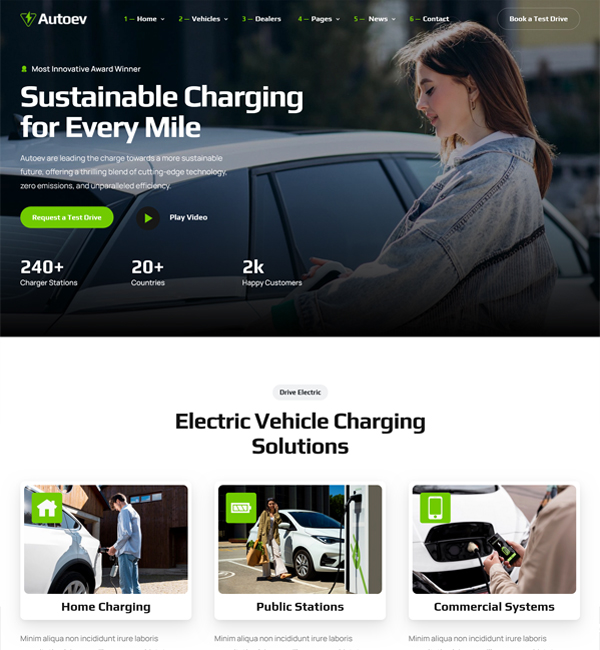 Autoev
1 — Home
2 — Vehicles
3 — Dealers
4 — Pages
5 — News
6 — Contact
Book a Test Drive
Most Innovative Award Winner
Sustainable Charging
for Every Mile
Autoev are leading the charge towards a more sustainable
future, offering a thrilling blend of cutting-edge technology,
zero emissions, and unparalleled efficiency.
Request a Test Drive
Play Video
240+
Charger Stations
20+
Countries
2k
Happy Customers
Drive Electric
Electric Vehicle Charging
Solutions
Home Charging
Public Stations
Commercial Systems
Minim aliqua non incididunt irure laboris
Minim aliqua non incididunt irure laboris
Minim aliqua non incididunt irure laboris